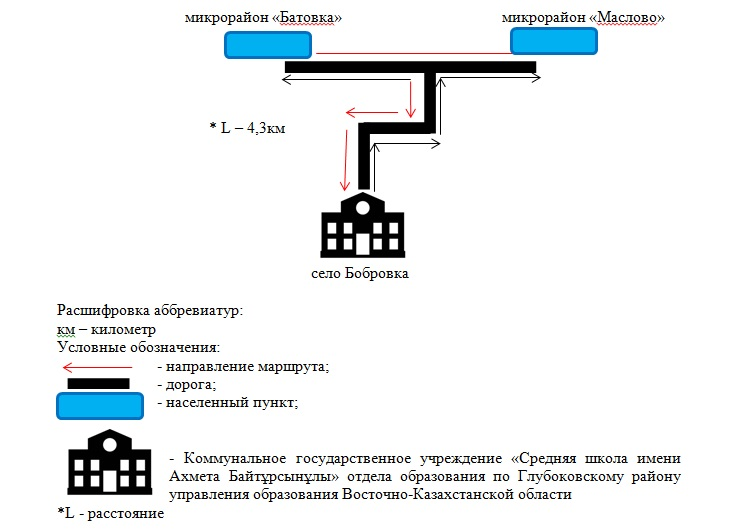 микрорайон «Батовка» микрорайон «Маслово»
* L – 4,3км
село Бобровка
Расшифровка аббревиатур:
км – километр
Условные обозначения:
- направление маршрута;
- дорога;
- населенный пункт;
- Коммунальное государственное учреждение «Средняя школа имени
Ахмета Байтұрсынұлы» отдела образования по Глубоковскому району
управления образования Восточно-Казахстанской области
*L - расстояние